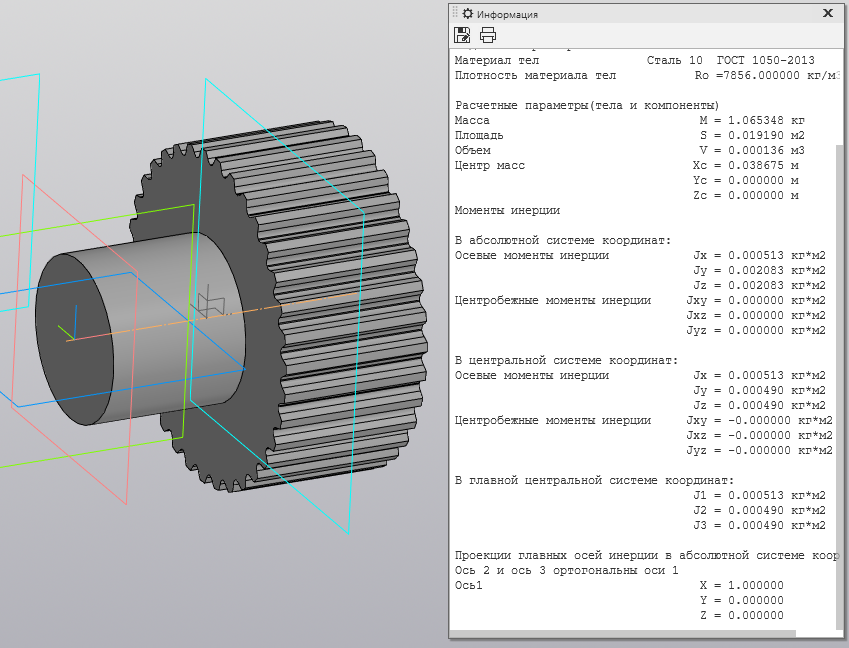 Информация
Материал тел Сталь 10 ГОСТ 1050-2013
Плотность материала тел Ro =7856.000000 кг/м3
Расчетные параметры(тела и компоненты)
Масса M = 1.065348 кг
Площадь S = 0.019190 м2
Объем V = 0.000136 м3
Центр масс Xc = 0.038675 м
Yc = 0.000000 м
Zc = 0.000000 м
Моменты инерции
В абсолютной системе координат:
Осевые моменты инерции Jx = 0.000513 кг*м2
Jy = 0.002083 кг*м2
Jz = 0.002083 кг*м2
Центробежные моменты инерции Jxy = 0.000000 кг*м2
Jxz = 0.000000 кг*м2
Jyz = 0.000000 кг*м2
В центральной системе координат:
Осевые моменты инерции Jx = 0.000513 кг*м2
Jy = 0.000490 кг*м2
Jz = 0.000490 кг*м2
Центробежные моменты инерции Jxy = -0.000000 кг*м2
Jxz = -0.000000 кг*м2
Jyz = -0.000000 кг*м2
В главной центральной системе координат:
J1 = 0.000513 кг*м2
J2 = 0.000490 кг*м2
J3 = 0.000490 кг*м2
Проекции главных осей инерции в абсолютной системе коор
Ось 2 и ось 3 ортогональны оси 1
Ось1 X = 1.000000
Y = 0.000000
Z = 0.000000